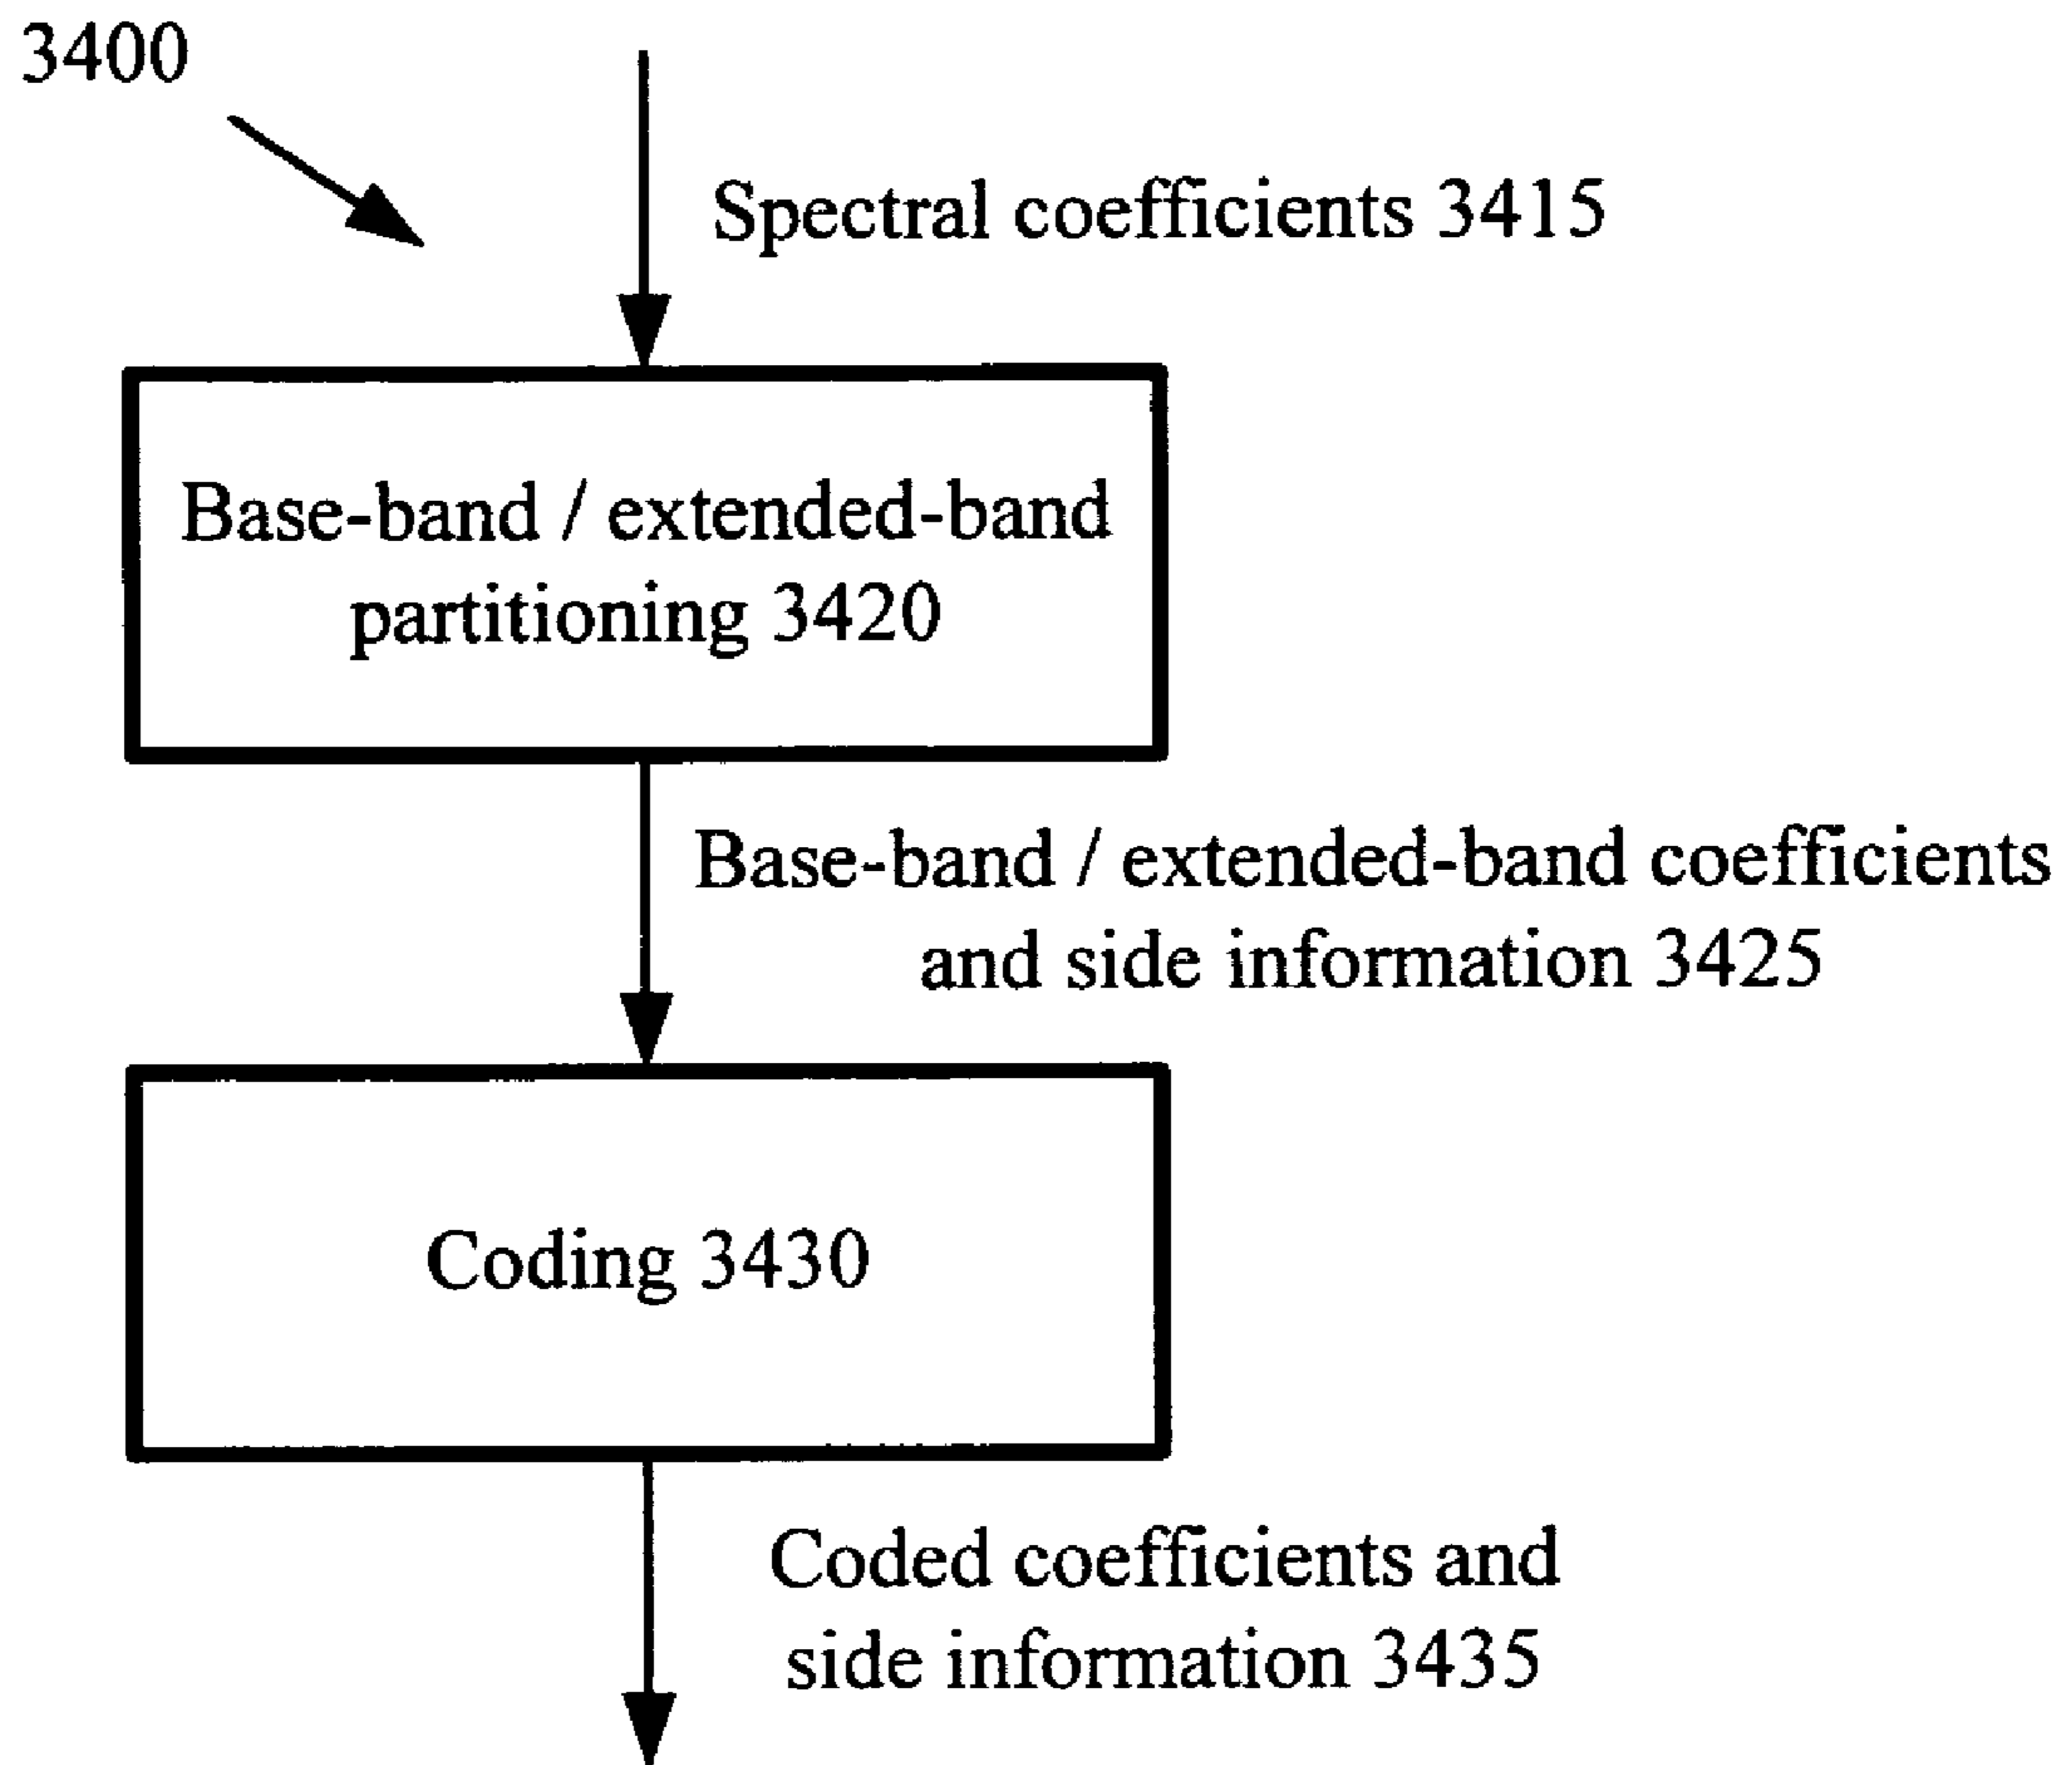 3400
Spectral coefficients 3415
Base-band / extended-band
partitioning 3420
Base-band / extended-band coefficients
and side information 3425
Coding 3430
Coded coefficients and
side information 3435